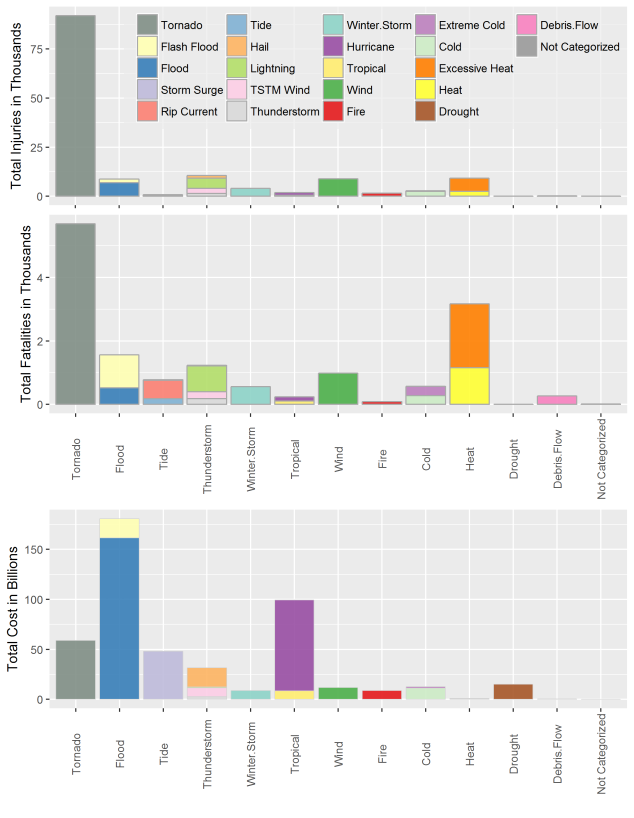 Total Injuries in Thousands
75
50
25
0
Tornado Tide Winter.Storm Extreme Cold Debris.Flow
Flash Flood Hail Hurricane Cold Not Categorized
Flood Lightning Tropical Excessive Heat
Storm Surge TSTM Wind Wind Heat
Rip Current Thunderstorm Fire Drought
Total Fatalities in Thousands
4
2
0
Tornado
Flood
Tide
Thunderstorm
Winter.Storm
Tropical
Wind
Fire
Cold
Heat
Drought
Debris.Flow
Not Categorized
Total Cost in Billions
150
100
50
0
Tornado
Flood
Tide
Thunderstorm
Winter.Storm
Tropical
Wind
Fire
Cold
Heat
Drought
Debris.Flow
Not Categorized